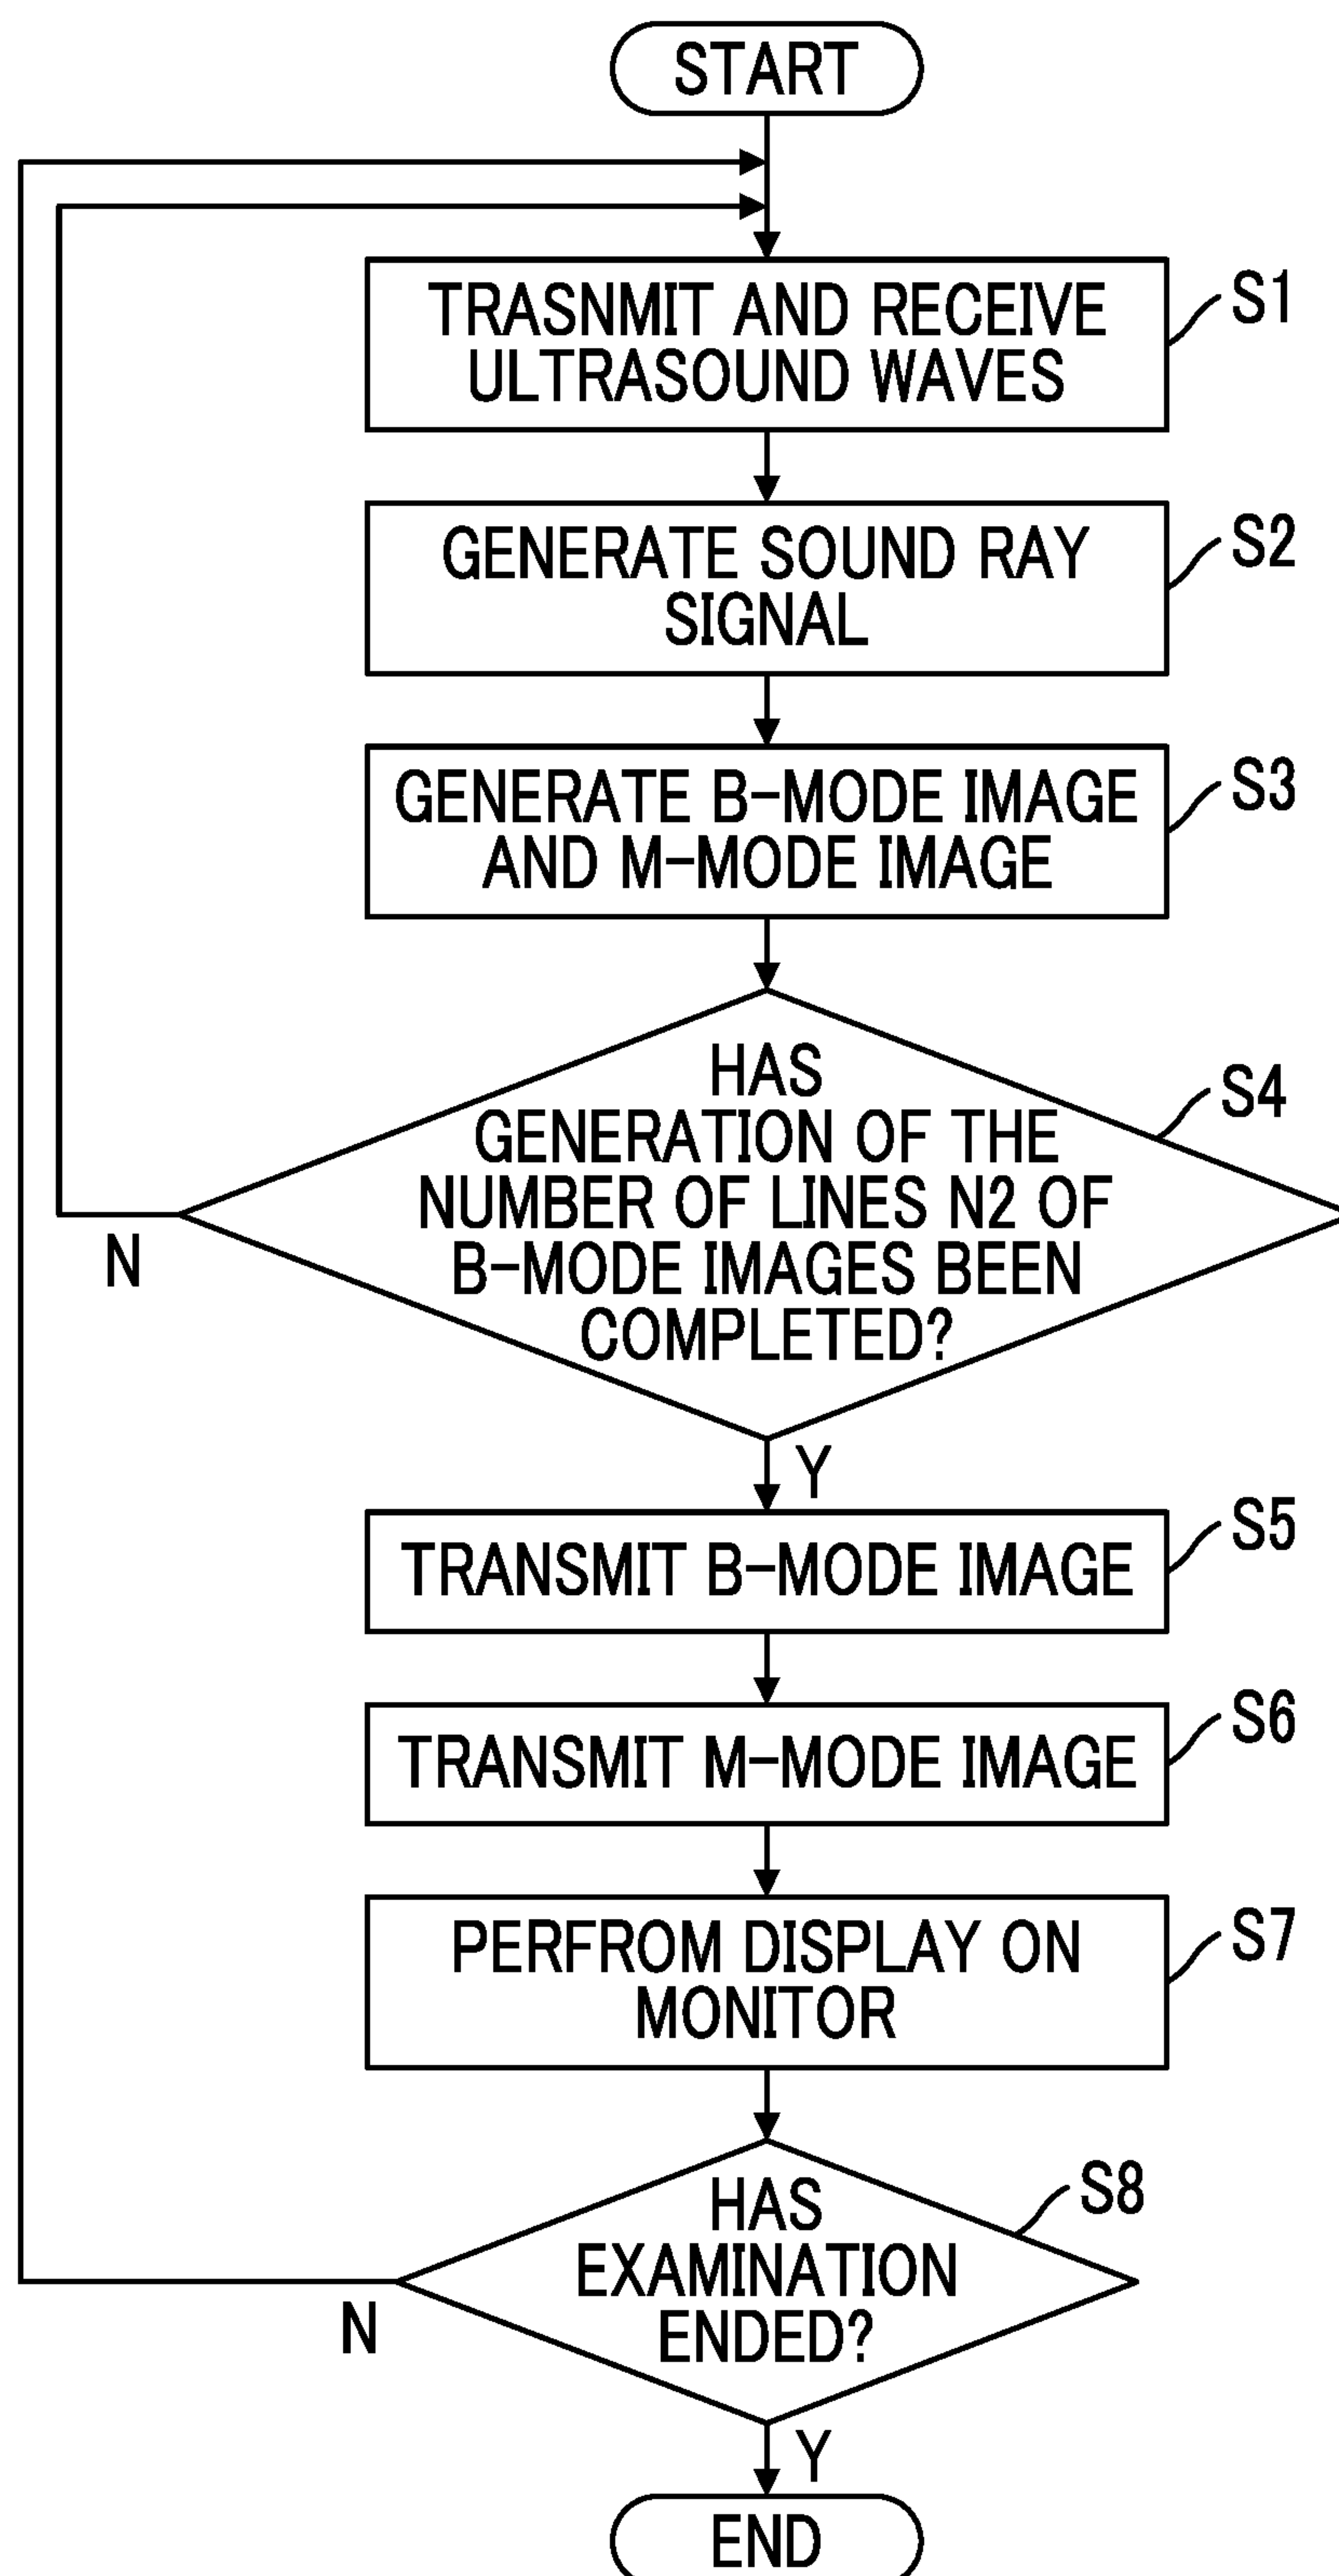 START
TRASNMIT AND RECEIVE
ULTRASOUND WAVES
S1
GENERATE SOUND RAY
SIGNAL
S2
GENERATE B-MODE IMAGE
AND M-MODE IMAGE
S3
HAS
GENERATION OF THE
NUMBER OF LINES N2 OF
B-MODE IMAGES BEEN
COMPLETED?
S4
N
Y
TRANSMIT B-MODE IMAGE
S5
TRANSMIT M-MODE IMAGE
S6
PERFROM DISPLAY ON
MONITOR
S7
HAS
EXAMINATION
ENDED?
S8
N
Y
END